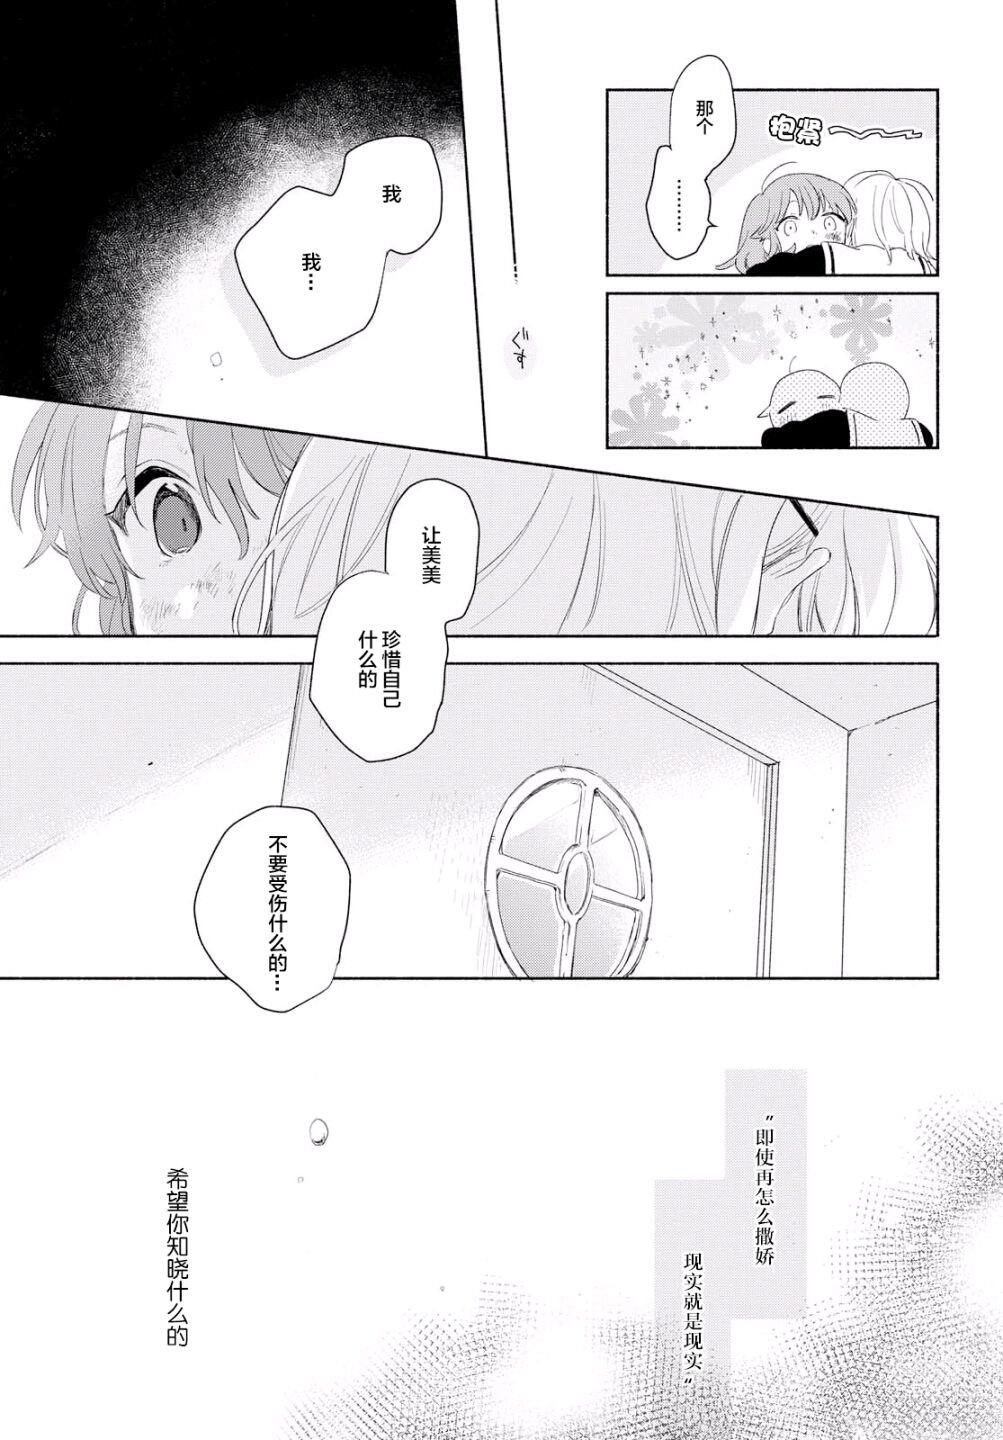 抱紧
那个
………
ぐす
我
我…
让美美
珍惜自己
什么的
不要受伤什么的…
“即使再怎么撒娇
现实就是现实”
希望你知晓什么的